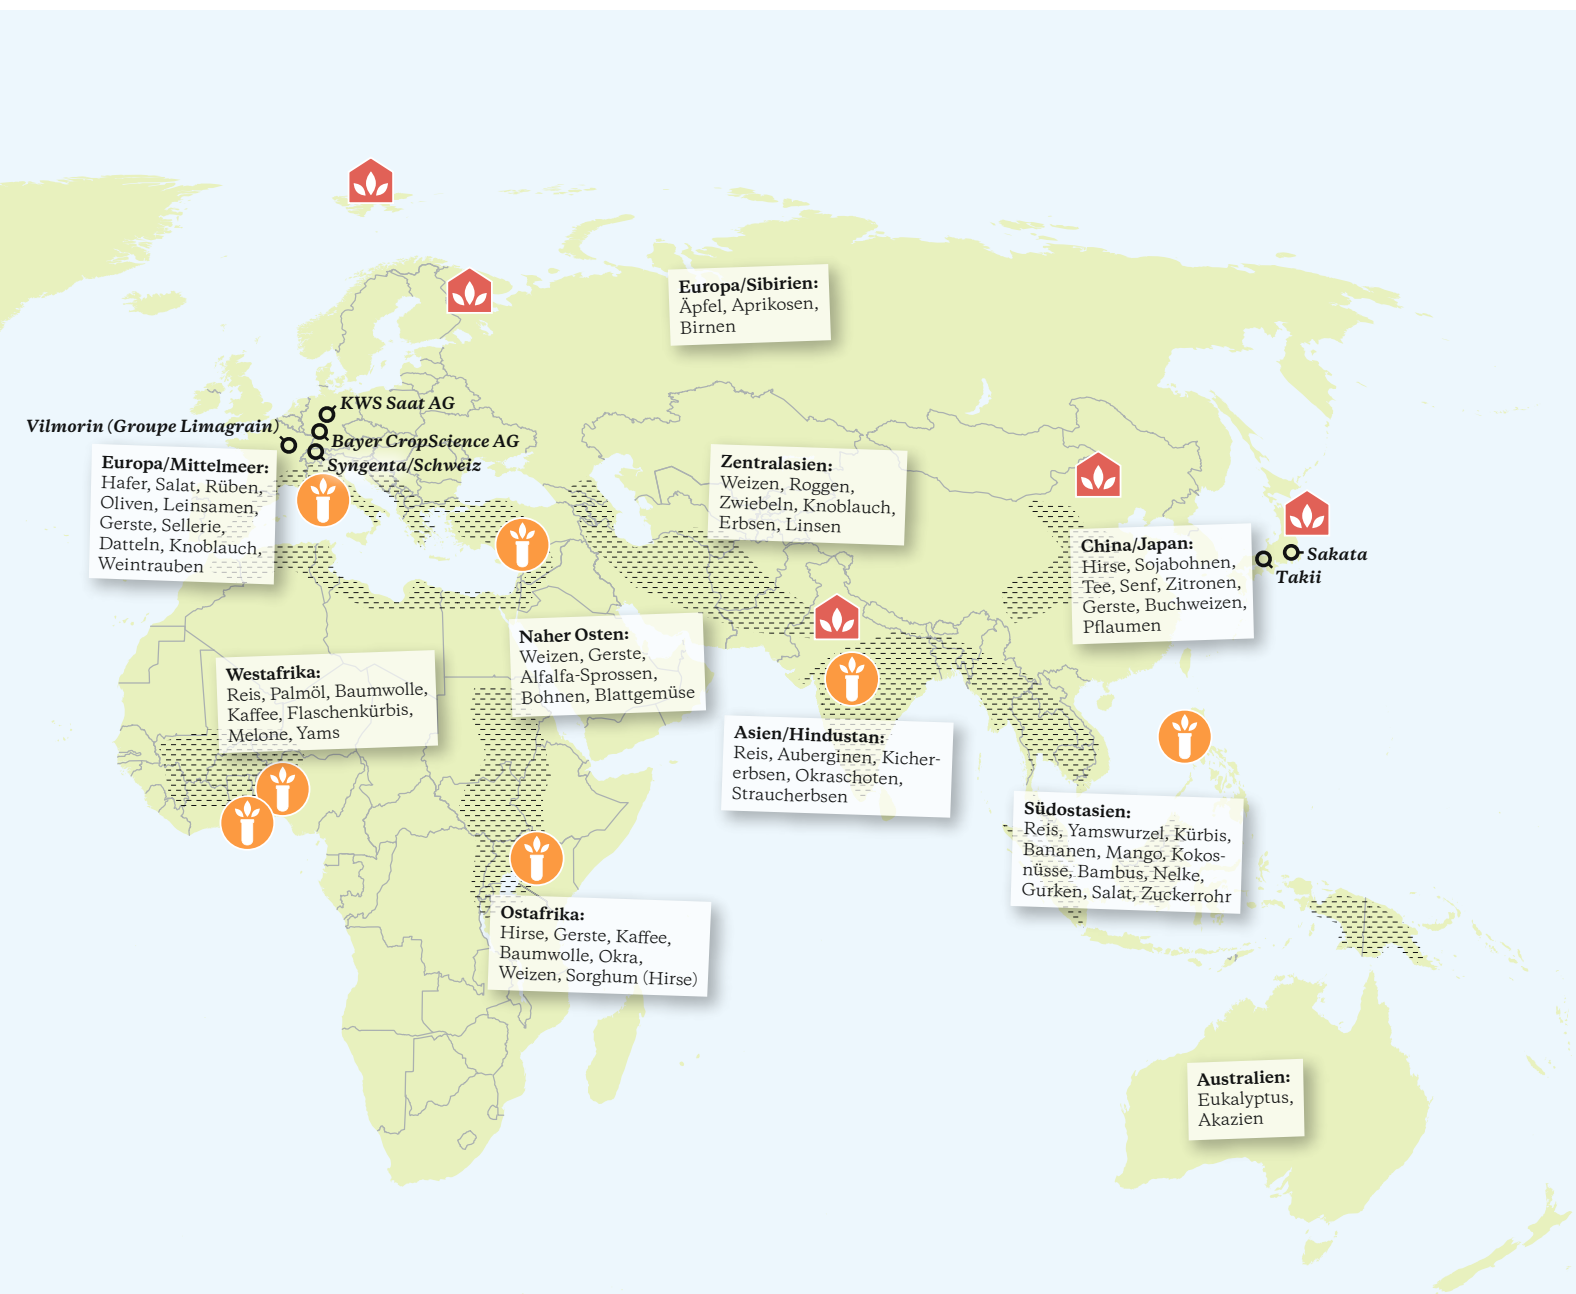 Europa/Sibirien:
Äpfel, Aprikosen,
Birnen
KWS Saat AG
Vilmorin (Groupe Limagrain)
Bayer CropScience AG
Syngenta/Schweiz
Europa/Mittelmeer:
Hafer, Salat, Rüben,
Oliven, Leinsamen,
Gerste, Sellerie,
Datteln, Knoblauch,
Weintrauben
Zentralasien:
Weizen, Roggen,
Zwiebeln, Knoblauch,
Erbsen, Linsen
China/Japan:
Hirse, Sojabohnen,
Tee, Senf, Zitronen,
Gerste, Buchweizen,
Pflaumen
Sakata
Takii
Naher Osten:
Weizen, Gerste,
Alfalfa-Sprossen,
Bohnen, Blattgemüse
Westafrika:
Reis, Palmöl, Baumwolle,
Kaffee, Flaschenkürbis,
Melone, Yams
Asien/Hindustan:
Reis, Auberginen, Kicher-
erbsen, Okraschoten,
Straucherbsen
Südostasien:
Reis, Yamswurzel, Kürbis,
Bananen, Mango, Kokos-
nüsse, Bambus, Nelke,
Gurken, Salat, Zuckerrohr
Ostafrika:
Hirse, Gerste, Kaffee,
Baumwolle, Okra,
Weizen, Sorghum (Hirse)
Australien:
Eukalyptus,
Akazien